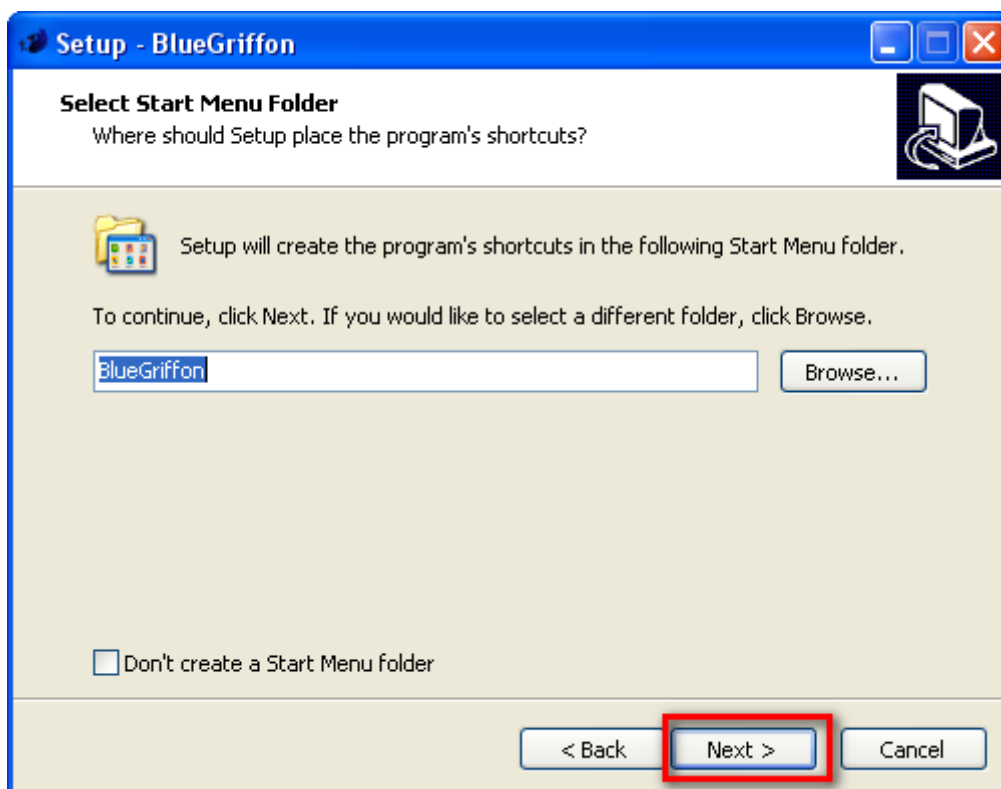 Setup - BlueGriffon
Select Start Menu Folder
Where should Setup place the program's shortcuts?
Setup will create the program's shortcuts in the following Start Menu folder.
To continue, click Next. If you would like to select a different folder, click Browse.
BlueGriffon
Browse...
Don't create a Start Menu folder
< Back
Next >
Cancel